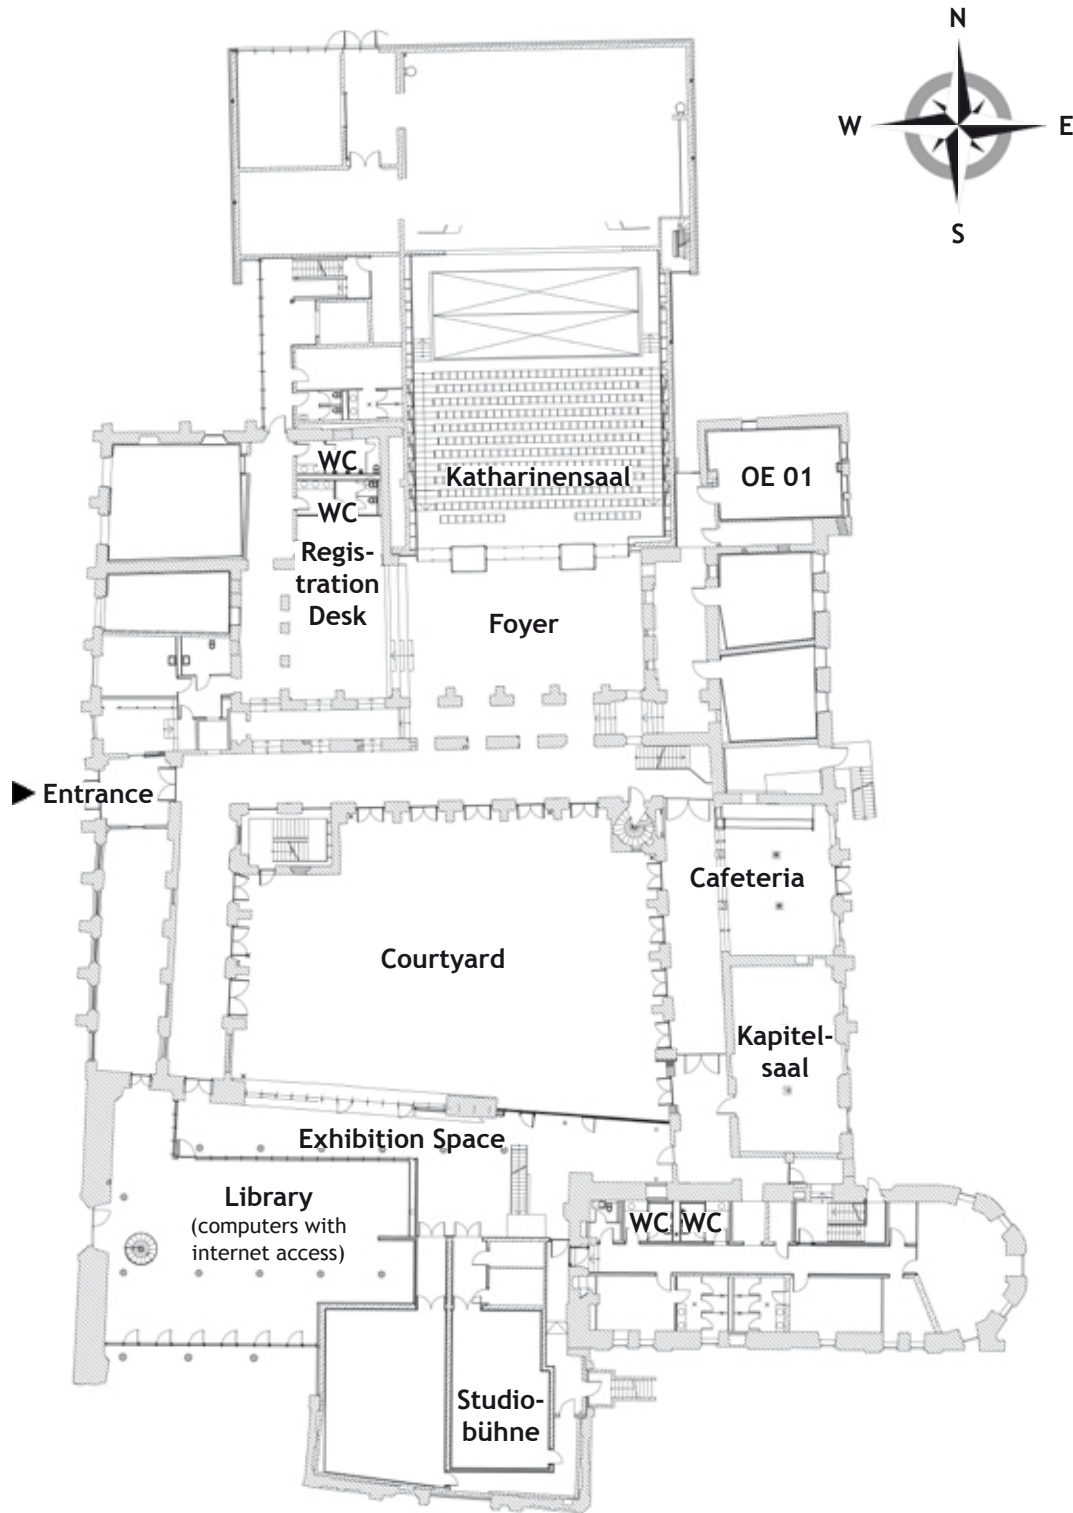 N
W
E
S
WC
Katharinensaal
OE 01
WC
Regis-
tration
Desk
Foyer
Entrance
Cafeteria
Courtyard
Kapitel-
saal
Exhibition Space
Library
(computers with
internet access)
WC
WC
Studio-
bühne